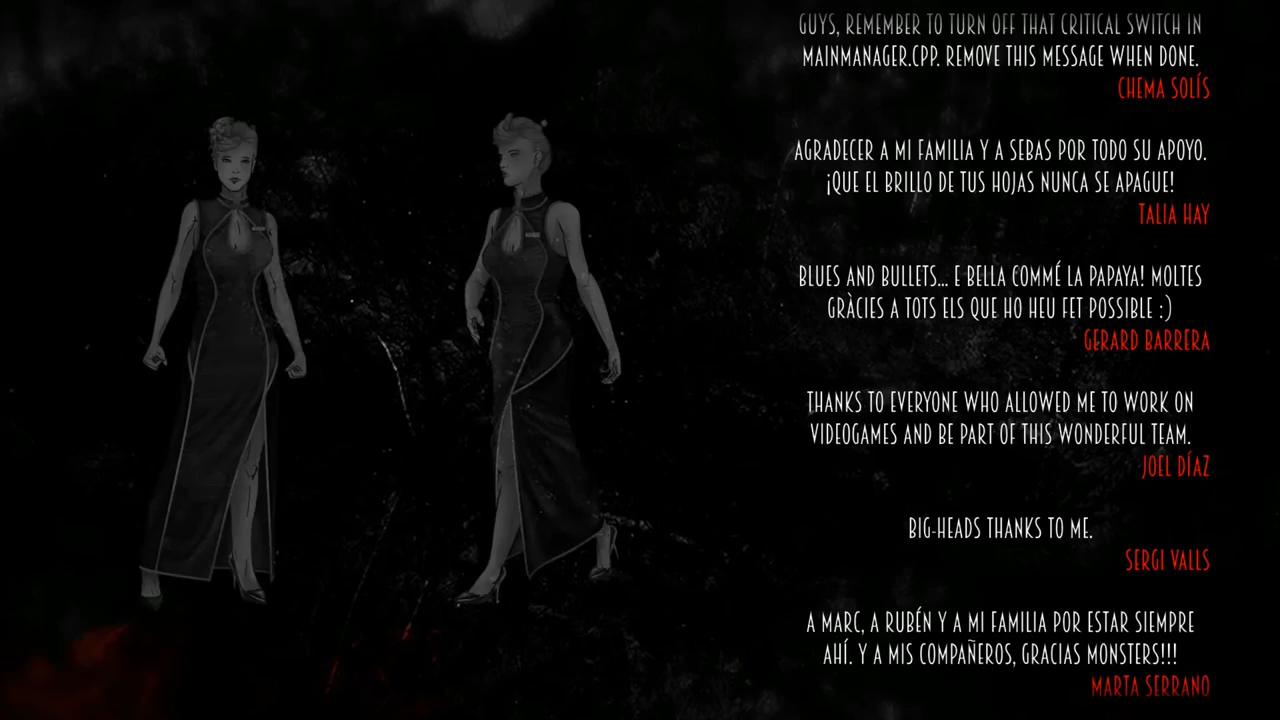 GUYS, REMEMBER TO TURN OFF THAT CRITICAL SWITCH IN
MAINMANAGER.CPP. REMOVE THIS MESSAGE WHEN DONE.
CHEMA SOLÍS
AGRADECER A MI FAMILIA Y A SEBAS POR TODO SU APOYO.
¡QUE EL BRILLO DE TUS HOJAS NUNCA SE APAGUE!
TALIA HAY
BLUES AND BULLETS... E BELLA COMMÉ LA PAPAYA! MOLTES
GRÀCIES A TOTS ELS QUE HO HEU FET POSSIBLE :)
GERARD BARRERA
THANKS TO EVERYONE WHO ALLOWED ME TO WORK ON
VIDEOGAMES AND BE PART OF THIS WONDERFUL TEAM.
JOEL DÍAZ
BIG-HEADS THANKS TO ME.
SERGI VALLS
A MARC, A RUBÉN Y A MI FAMILIA POR ESTAR SIEMPRE
AHÍ. Y A MIS COMPAÑEROS, GRACIAS MONSTERS!!!
MARTA SERRANO